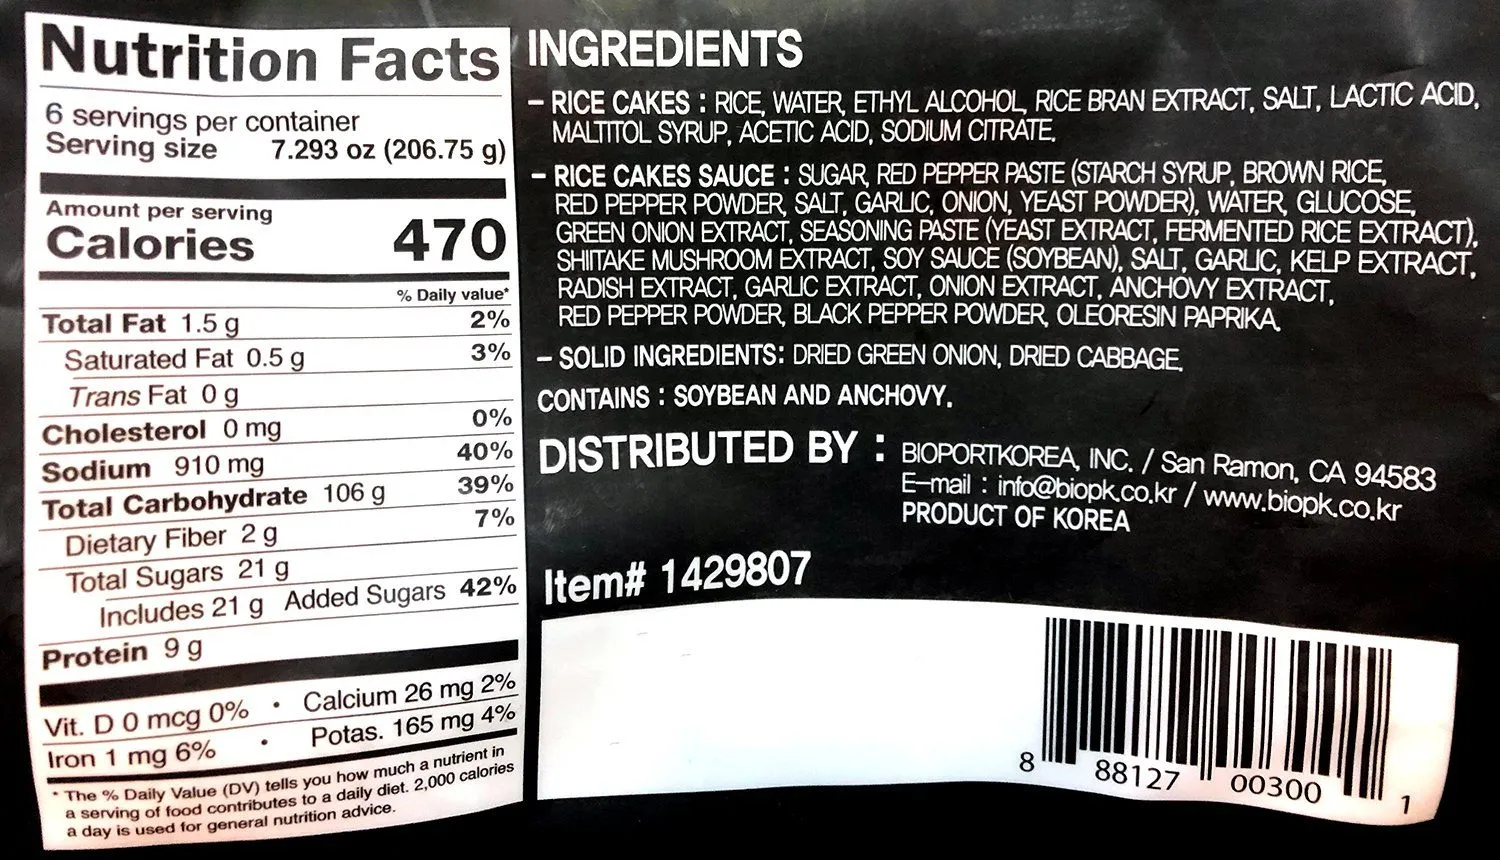 Nutrition Facts
6 servings per container
Serving size 7.293 oz (206.75 g)
Amount per serving
Calories 470
% Daily value*
Total Fat 1.5 g 2%
Saturated Fat 0.5 g 3%
Trans Fat 0 g
Cholesterol 0 mg 0%
Sodium 910 mg 40%
Total Carbohydrate 106 g 39%
Dietary Fiber 2 g 7%
Total Sugars 21 g
Includes 21 g Added Sugars 42%
Protein 9 g
Vit. D 0 mcg 0% • Calcium 26 mg 2%
Iron 1 mg 6% • Potas. 165 mg 4%
* The % Daily Value (DV) tells you how much a nutrient in
a serving of food contributes to a daily diet. 2,000 calories
a day is used for general nutrition advice.
INGREDIENTS
– RICE CAKES : RICE, WATER, ETHYL ALCOHOL, RICE BRAN EXTRACT, SALT, LACTIC ACID,
MALTITOL SYRUP, ACETIC ACID, SODIUM CITRATE.
– RICE CAKES SAUCE : SUGAR, RED PEPPER PASTE (STARCH SYRUP, BROWN RICE,
RED PEPPER POWDER, SALT, GARLIC, ONION, YEAST POWDER), WATER, GLUCOSE,
GREEN ONION EXTRACT, SEASONING PASTE (YEAST EXTRACT, FERMENTED RICE EXTRACT),
SHIITAKE MUSHROOM EXTRACT, SOY SAUCE (SOYBEAN), SALT, GARLIC, KELP EXTRACT,
RADISH EXTRACT, GARLIC EXTRACT, ONION EXTRACT, ANCHOVY EXTRACT,
RED PEPPER POWDER, BLACK PEPPER POWDER, OLEORESIN PAPRIKA.
– SOLID INGREDIENTS: DRIED GREEN ONION, DRIED CABBAGE.
CONTAINS : SOYBEAN AND ANCHOVY.
DISTRIBUTED BY : BIOPORTKOREA, INC. / San Ramon, CA 94583
E-mail : info@biopk.co.kr / www.biopk.co.kr
PRODUCT OF KOREA
Item# 1429807
8 88127 00300 1